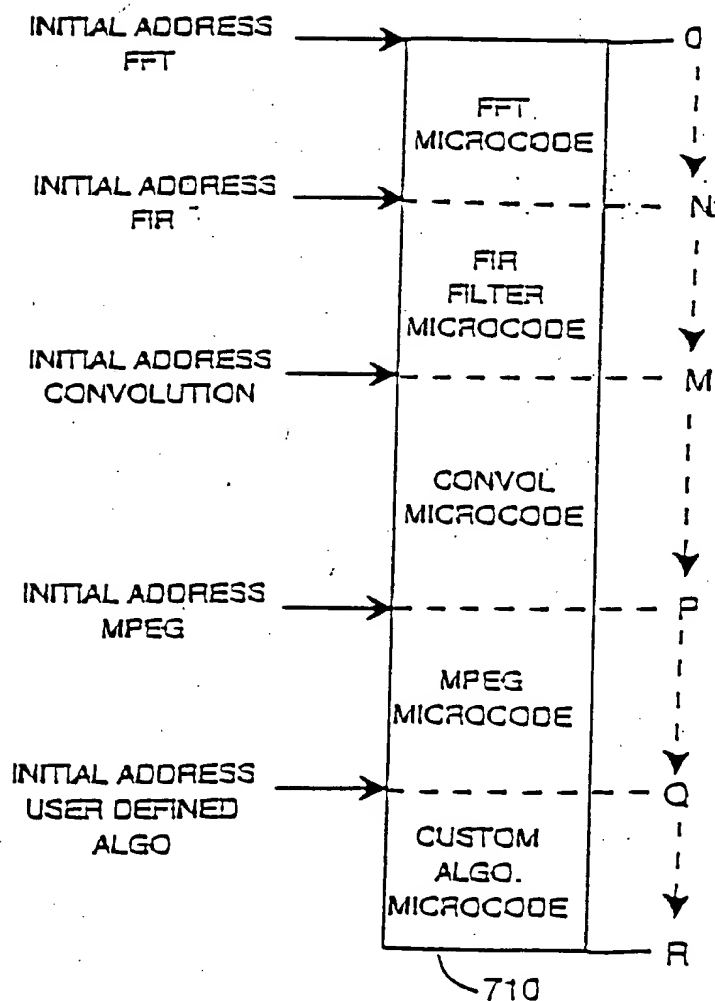 INITIAL ADDRESS
FFT
0
FFT
MICROCODE
INITIAL ADDRESS
FIR
N
FIR
FILTER
MICROCODE
INITIAL ADDRESS
CONVOLUTION
M
CONVOL
MICROCODE
INITIAL ADDRESS
MPEG
P
MPEG
MICROCODE
INITIAL ADDRESS
USER DEFINED
ALGO
Q
CUSTOM
ALGO.
MICROCODE
R
710